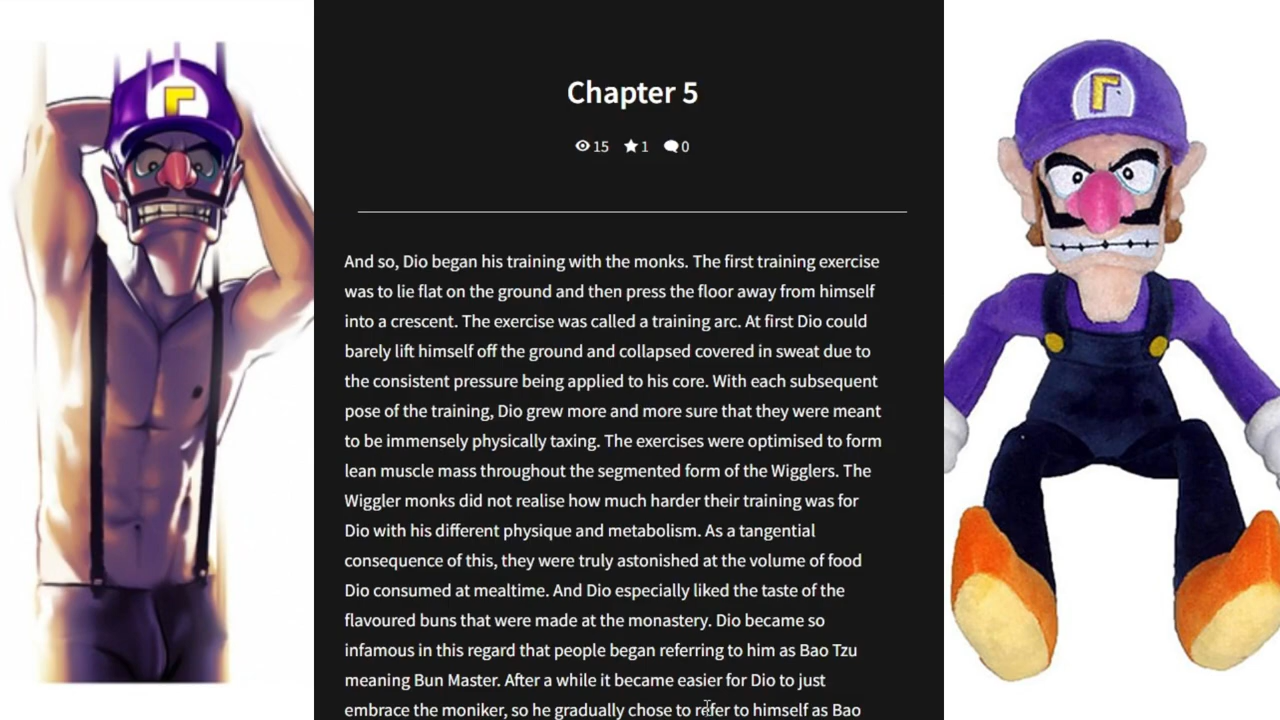 Chapter 5
15 1 0
And so, Dio began his training with the monks. The first training exercise
was to lie flat on the ground and then press the floor away from himself
into a crescent. The exercise was called a training arc. At first Dio could
barely lift himself off the ground and collapsed covered in sweat due to
the consistent pressure being applied to his core. With each subsequent
pose of the training, Dio grew more and more sure that they were meant
to be immensely physically taxing. The exercises were optimised to form
lean muscle mass throughout the segmented form of the Wigglers. The
Wiggler monks did not realise how much harder their training was for
Dio with his different physique and metabolism. As a tangential
consequence of this, they were truly astonished at the volume of food
Dio consumed at mealtime. And Dio especially liked the taste of the
flavoured buns that were made at the monastery. Dio became so
infamous in this regard that people began referring to him as Bao Tzu
meaning Bun Master. After a while it became easier for Dio to just
embrace the moniker, so he gradually chose to refer to himself as Bao